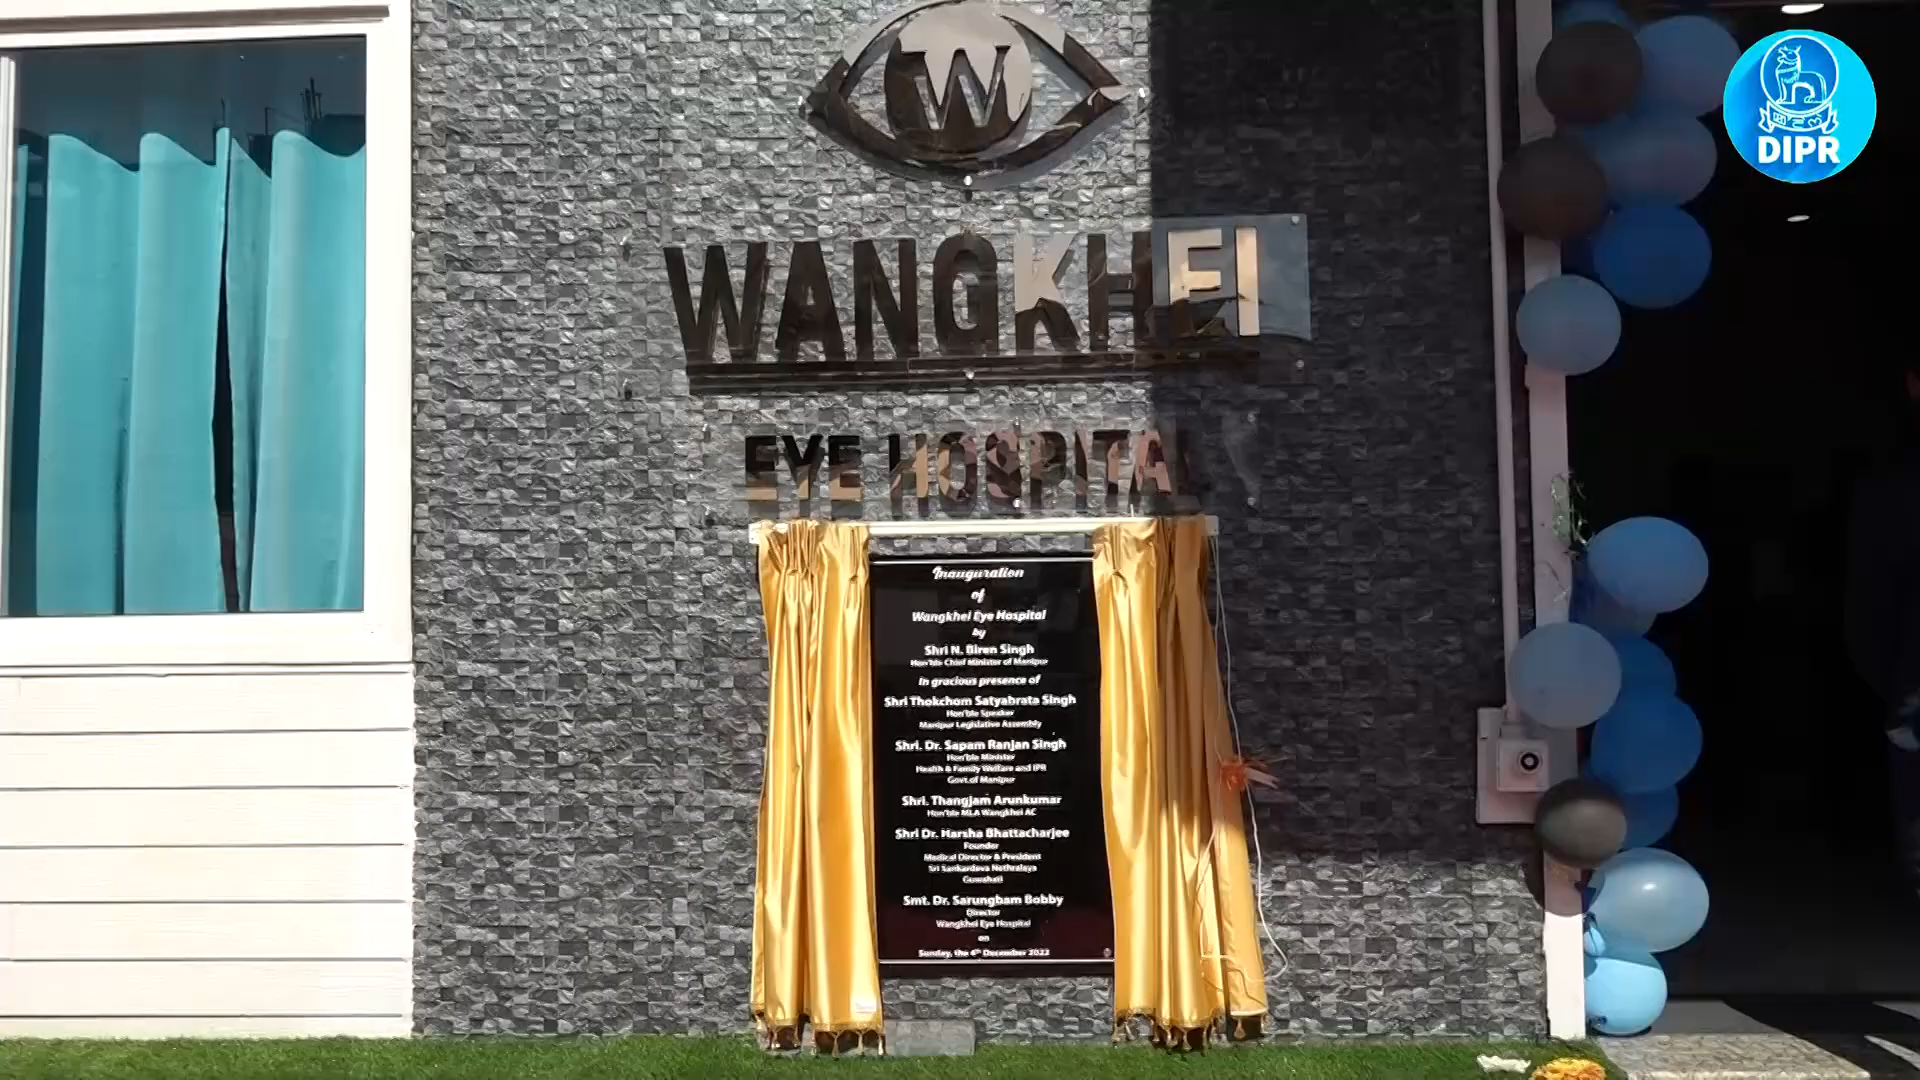 W
DIPR
WANGKHEI
EYE HOSPITAL
Inauguration
of
Wangkhei Eye Hospital
by
Shri N. Biren Singh
Hon'ble Chief Minister of Manipur
In gracious presence of
Shri Thokchom Satyabrata Singh
Hon'ble Speaker
Manipur Legislative Assembly
Shri. Dr. Sapam Ranjan Singh
Hon'ble Minister
Health & Family Welfare and IPR
Govt. of Manipur
Shri. Thangjam Arunkumar
Hon'ble MLA Wangkhei AC
Shri Dr. Harsha Bhattacharjee
Founder
Medical Director & President
Sri Sankardeva Nethralaya
Guwahati
Smt. Dr. Sarungbam Bobby
Director
Wangkhei Eye Hospital
on
Sunday, the 4th December 2022